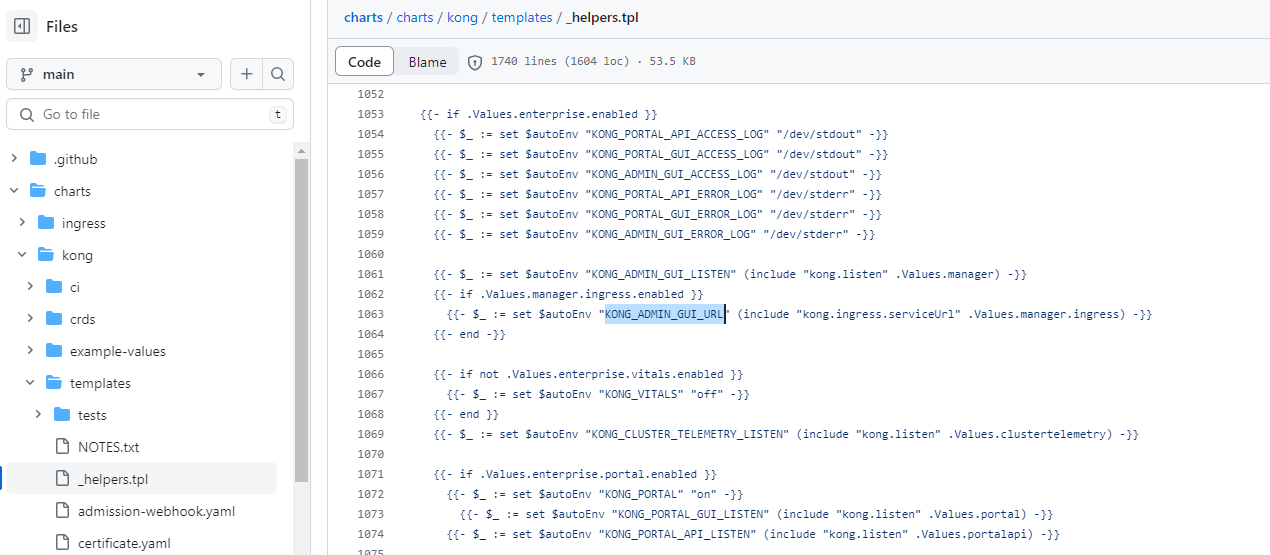 Files
main
Go to file
t
.github
charts
ingress
kong
ci
crds
example-values
templates
tests
NOTES.txt
_helpers.tpl
admission-webhook.yaml
certificate.yaml
charts / charts / kong / templates / _helpers.tpl
Code Blame 1740 lines (1604 loc) · 53.5 KB
1052
1053 {{- if .Values.enterprise.enabled }}
1054 {{- $_ := set $autoEnv "KONG_PORTAL_API_ACCESS_LOG" "/dev/stdout" -}}
1055 {{- $_ := set $autoEnv "KONG_PORTAL_GUI_ACCESS_LOG" "/dev/stdout" -}}
1056 {{- $_ := set $autoEnv "KONG_ADMIN_GUI_ACCESS_LOG" "/dev/stdout" -}}
1057 {{- $_ := set $autoEnv "KONG_PORTAL_API_ERROR_LOG" "/dev/stderr" -}}
1058 {{- $_ := set $autoEnv "KONG_PORTAL_GUI_ERROR_LOG" "/dev/stderr" -}}
1059 {{- $_ := set $autoEnv "KONG_ADMIN_GUI_ERROR_LOG" "/dev/stderr" -}}
1060
1061 {{- $_ := set $autoEnv "KONG_ADMIN_GUI_LISTEN" (include "kong.listen" .Values.manager) -}}
1062 {{- if .Values.manager.ingress.enabled }}
1063 {{- $_ := set $autoEnv "KONG_ADMIN_GUI_URL" (include "kong.ingress.serviceUrl" .Values.manager.ingress) -}}
1064 {{- end -}}
1065
1066 {{- if not .Values.enterprise.vitals.enabled }}
1067 {{- $_ := set $autoEnv "KONG_VITALS" "off" -}}
1068 {{- end }}
1069 {{- $_ := set $autoEnv "KONG_CLUSTER_TELEMETRY_LISTEN" (include "kong.listen" .Values.clustertelemetry) -}}
1070
1071 {{- if .Values.enterprise.portal.enabled }}
1072 {{- $_ := set $autoEnv "KONG_PORTAL" "on" -}}
1073 {{- $_ := set $autoEnv "KONG_PORTAL_GUI_LISTEN" (include "kong.listen" .Values.portal) -}}
1074 {{- $_ := set $autoEnv "KONG_PORTAL_API_LISTEN" (include "kong.listen" .Values.portalapi) -}}
1075